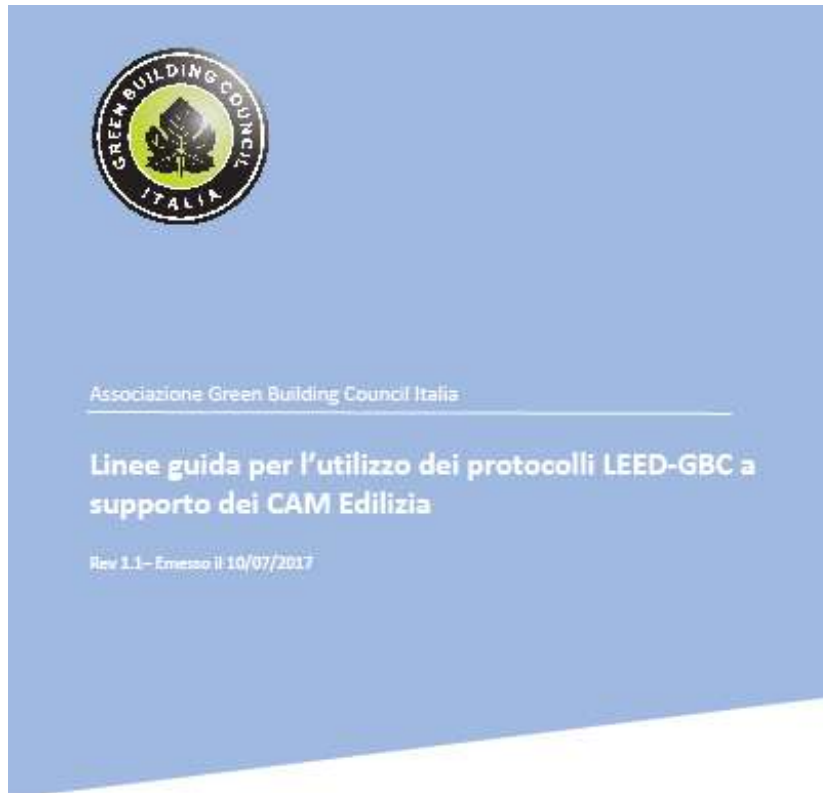 GREEN BUILDING COUNCIL
ITALIA
Associazione Green Building Council Italia
Linee guida per l'utilizzo dei protocolli LEED-GBC a
supporto dei CAM Edilizia
Rev 1.1– Emesso il 10/07/2017